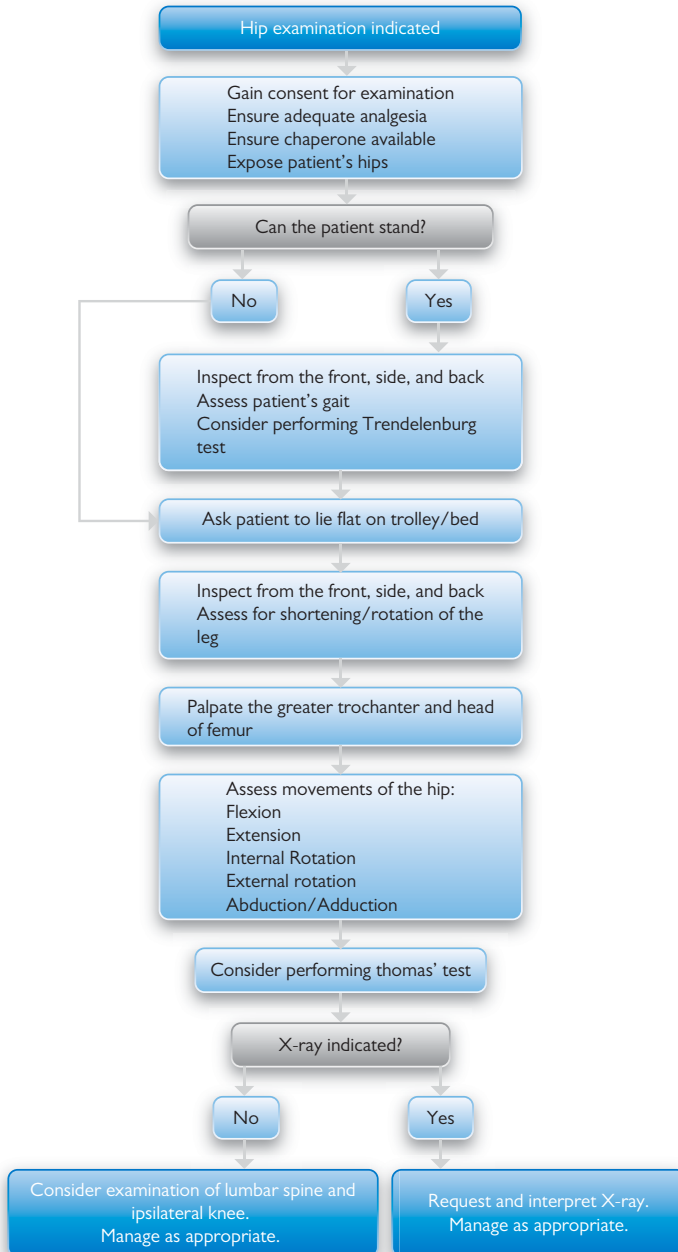 Hip examination indicated
Gain consent for examination
Ensure adequate analgesia
Ensure chaperone available
Expose patient's hips
Can the patient stand?
No
Yes
Inspect from the front, side, and back
Assess patient's gait
Consider performing Trendelenburg
test
Ask patient to lie flat on trolley/bed
Inspect from the front, side, and back
Assess for shortening/rotation of the
leg
Palpate the greater trochanter and head
of femur
Assess movements of the hip:
Flexion
Extension
Internal Rotation
External rotation
Abduction/Adduction
Consider performing thomas' test
X-ray indicated?
No
Yes
Consider examination of lumbar spine and
ipsilateral knee.
Manage as appropriate.
Request and interpret X-ray.
Manage as appropriate.